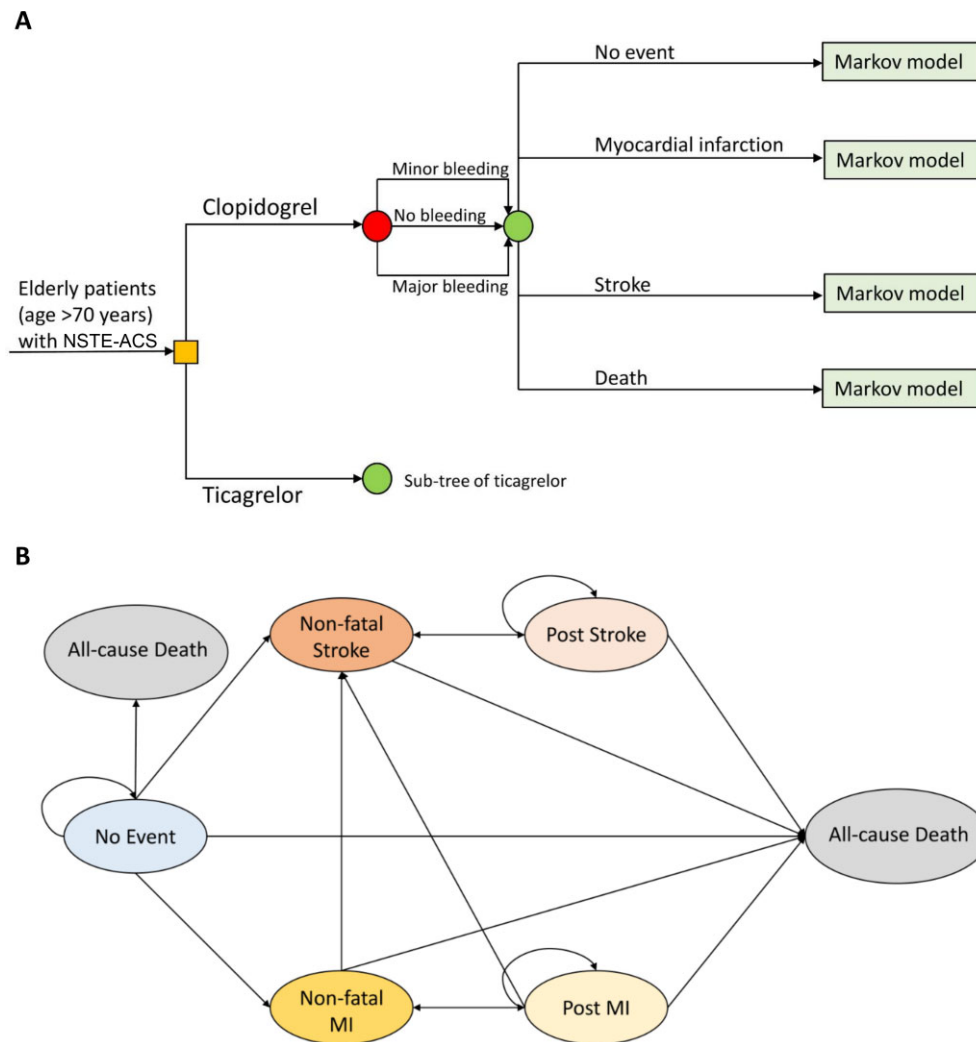 A
No event
Markov model
Myocardial infarction
Markov model
Minor bleeding
Clopidogrel
No bleeding
Major bleeding
Stroke
Markov model
Elderly patients
(age >70 years)
with NSTE-ACS
Death
Markov model
Ticagrelor
Sub-tree of ticagrelor
B
All-cause Death
Non-fatal
Stroke
Post Stroke
No Event
All-cause Death
Non-fatal
MI
Post MI